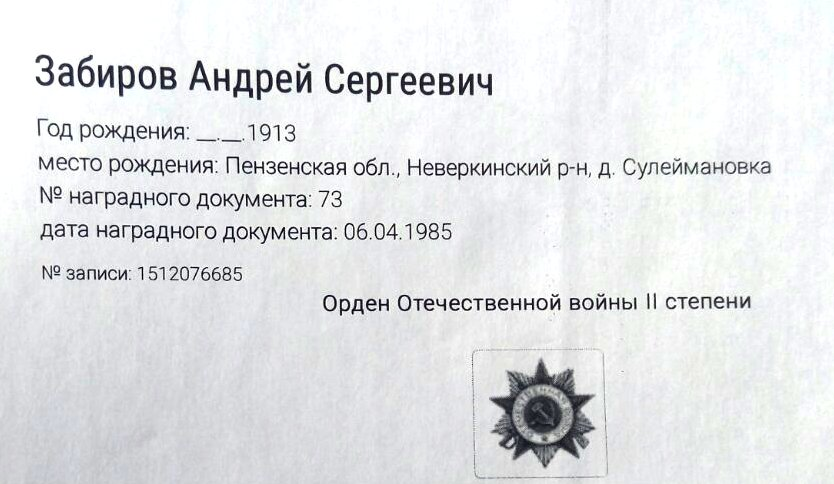 Забиров Андрей Сергеевич
Год рождения: __.__.1913
место рождения: Пензенская обл., Неверкинский р-н, д. Сулеймановка
№ наградного документа: 73
дата наградного документа: 06.04.1985
№ записи: 1512076685
Орден Отечественной войны II степени